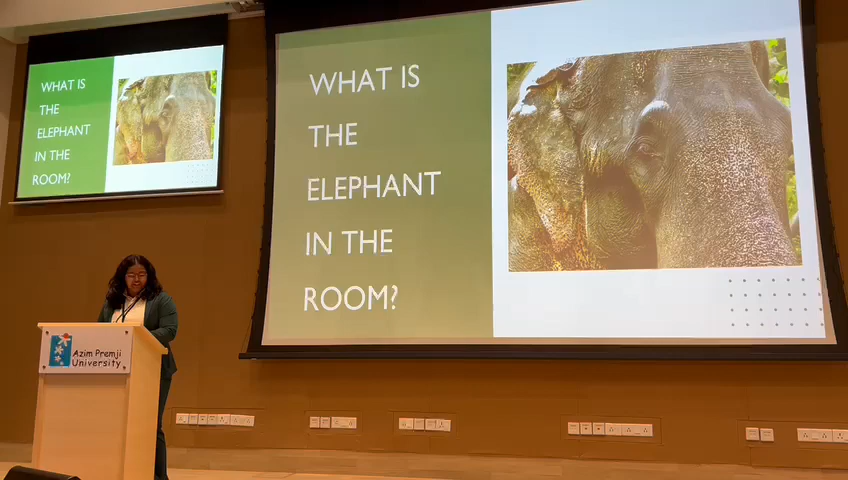 WHAT IS
THE
ELEPHANT
IN THE
ROOM?
WHAT IS
THE
ELEPHANT
IN THE
ROOM?
Azim Premji
University